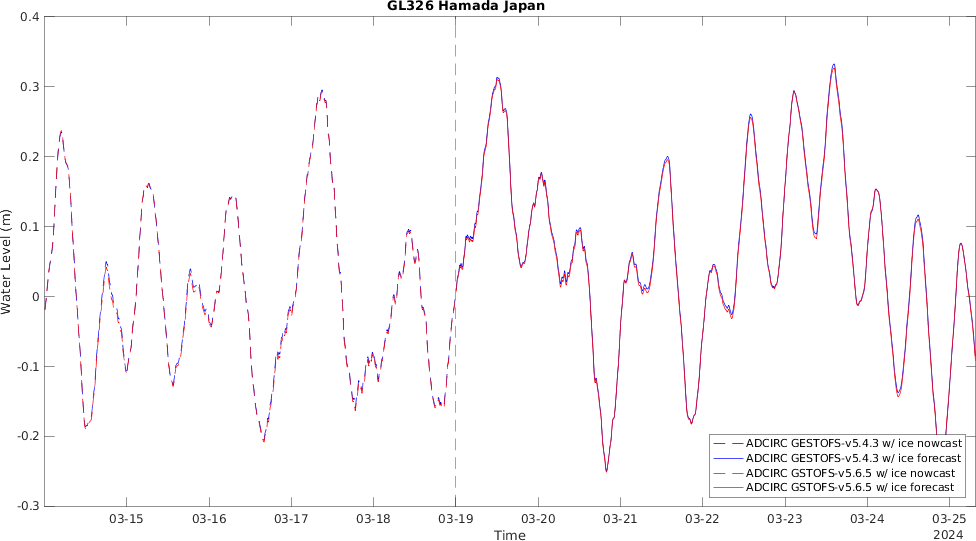 GL326 Hamada Japan
0.4
0.3
0.2
0.1
0
-0.1
-0.2
-0.3
Water Level (m)
ADCIRC GESTOFS-v5.4.3 w/ ice nowcast
ADCIRC GESTOFS-v5.4.3 w/ ice forecast
ADCIRC GSTOFS-v5.6.5 w/ ice nowcast
ADCIRC GSTOFS-v5.6.5 w/ ice forecast
03-15 03-16 03-17 03-18 03-19 03-20 03-21 03-22 03-23 03-24 03-25
Time
2024